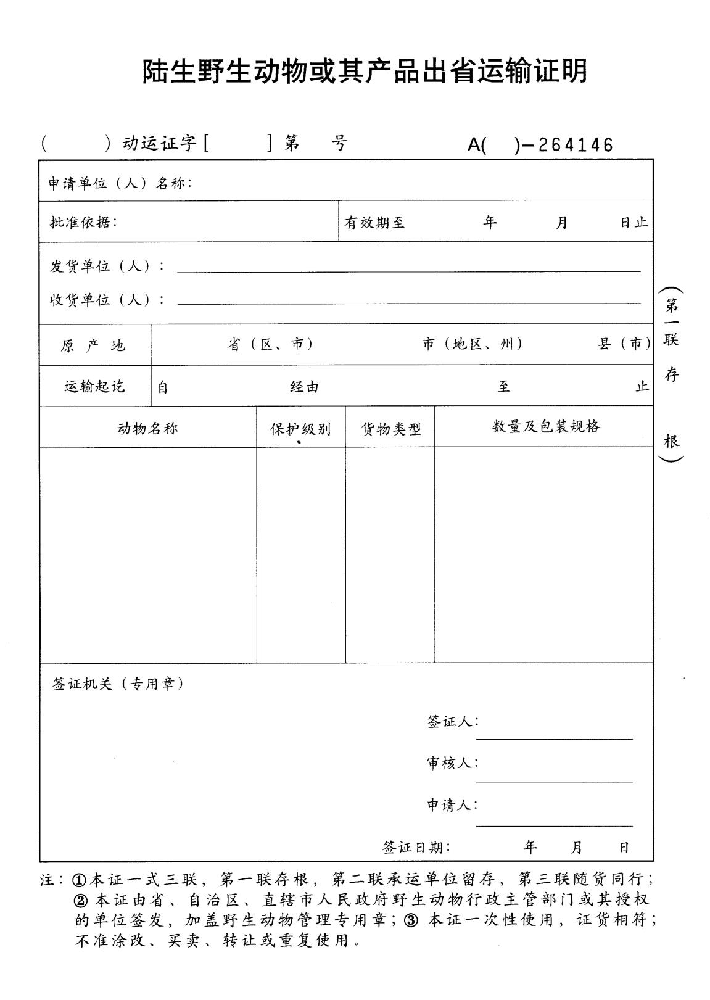 陆生野生动物或其产品出省运输证明
(　　　)动运证字[　　　]第　号　　A(　)-264146
申请单位（人）名称：
批准依据：　有效期至　年　月　日止
发货单位（人）：
收货单位（人）：
原产地　省（区、市）　市（地区、州）　县（市）
运输起讫　自　经由　至　止
动物名称　保护级别　货物类型　数量及包装规格
签证机关（专用章）
签证人：
审核人：
申请人：
签证日期：　年　月　日
（第一联 存 根）
注：①本证一式三联，第一联存根，第二联承运单位留存，第三联随货同行；
②本证由省、自治区、直辖市人民政府野生动物行政主管部门或其授权
的单位签发，加盖野生动物管理专用章；③ 本证一次性使用，证货相符；
不准涂改、买卖、转让或重复使用。